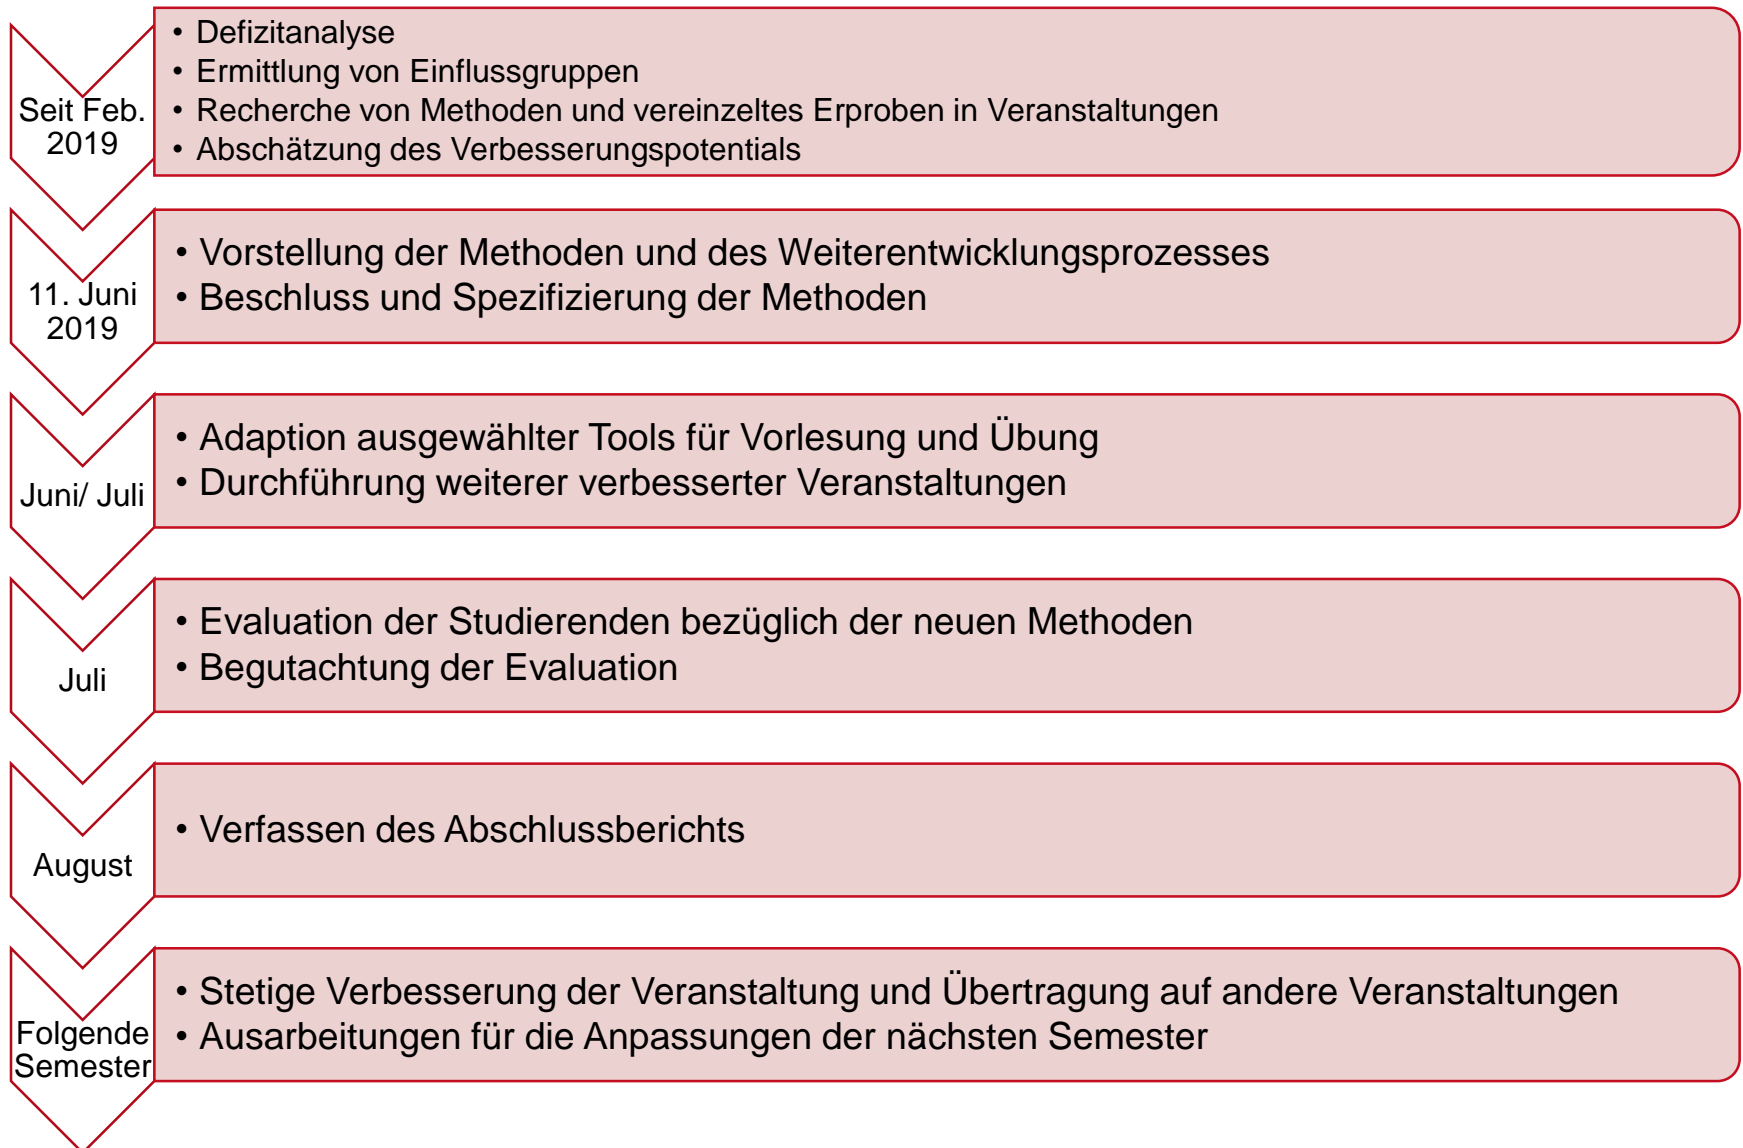 Seit Feb.
2019
• Defizitanalyse
• Ermittlung von Einflussgruppen
• Recherche von Methoden und vereinzeltes Erproben in Veranstaltungen
• Abschätzung des Verbesserungspotentials
11. Juni
2019
• Vorstellung der Methoden und des Weiterentwicklungsprozesses
• Beschluss und Spezifizierung der Methoden
Juni/ Juli
• Adaption ausgewählter Tools für Vorlesung und Übung
• Durchführung weiterer verbesserter Veranstaltungen
Juli
• Evaluation der Studierenden bezüglich der neuen Methoden
• Begutachtung der Evaluation
August
• Verfassen des Abschlussberichts
Folgende
Semester
• Stetige Verbesserung der Veranstaltung und Übertragung auf andere Veranstaltungen
• Ausarbeitungen für die Anpassungen der nächsten Semester